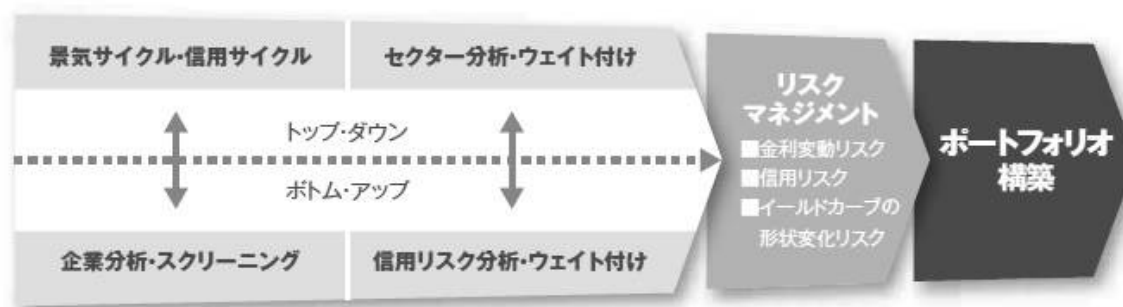 景気サイクル・信用サイクル
セクター分析・ウェイト付け
トップ・ダウン
ボトム・アップ
企業分析・スクリーニング
信用リスク分析・ウェイト付け
リスク
マネジメント
■金利変動リスク
■信用リスク
■イールドカーブの
形状変化リスク
ポートフォリオ
構築